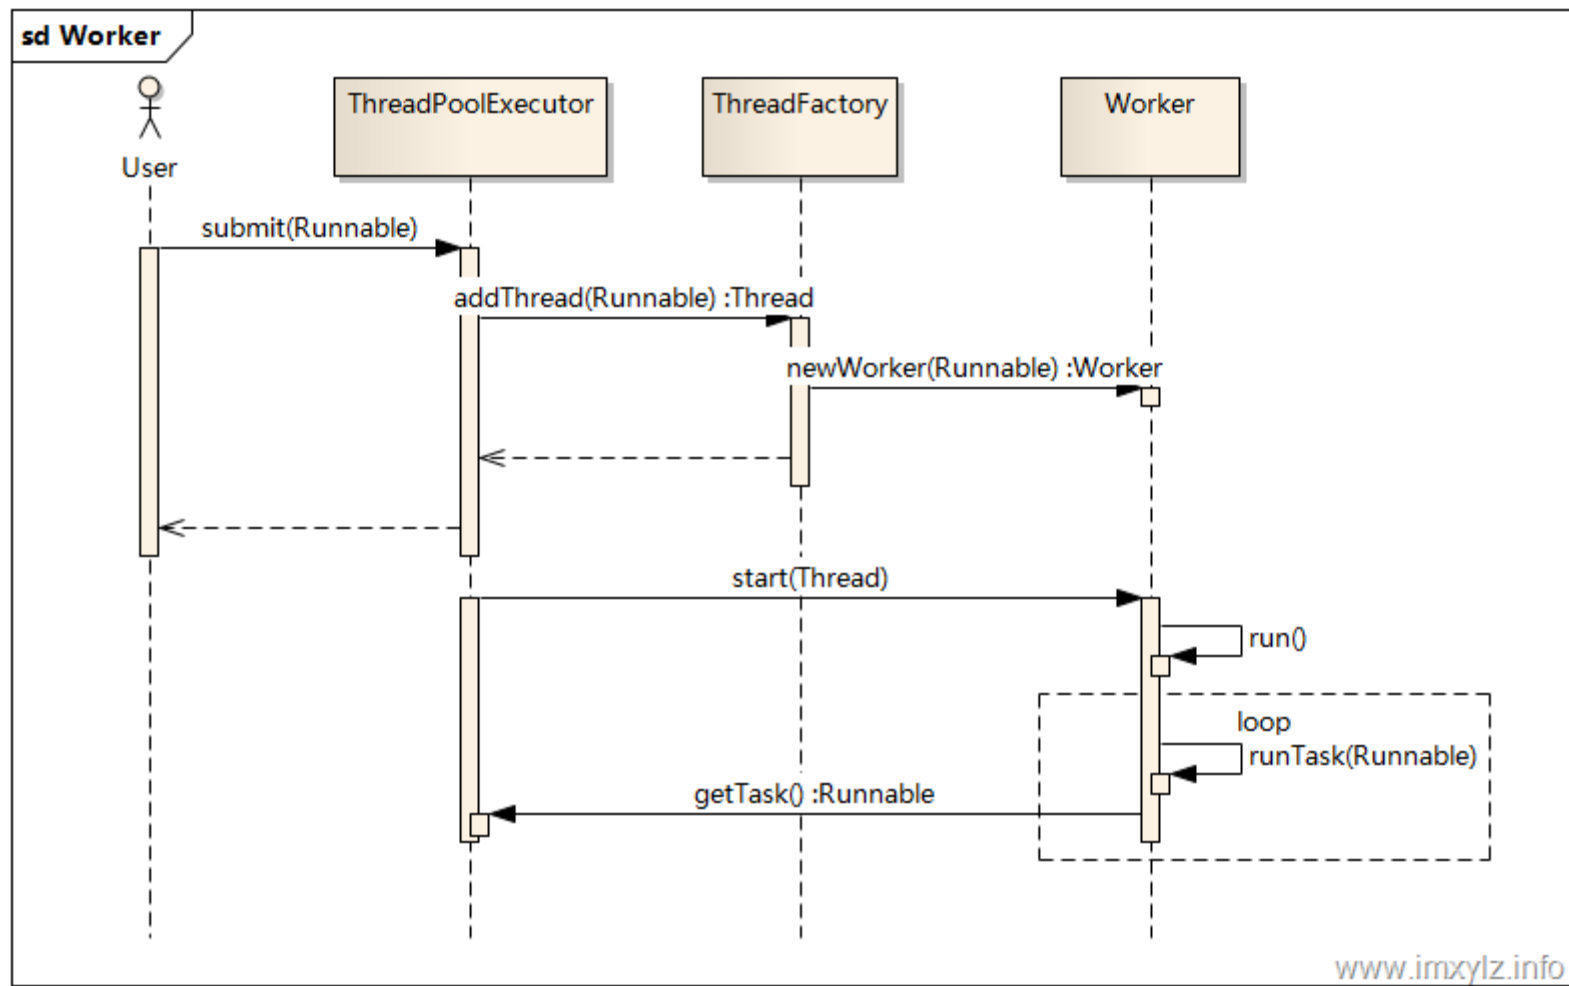 sd Worker
ThreadPoolExecutor
ThreadFactory
Worker
User
submit(Runnable)
addThread(Runnable) :Thread
newWorker(Runnable) :Worker
start(Thread)
run()
loop
runTask(Runnable)
getTask() :Runnable
www.imxylz.info